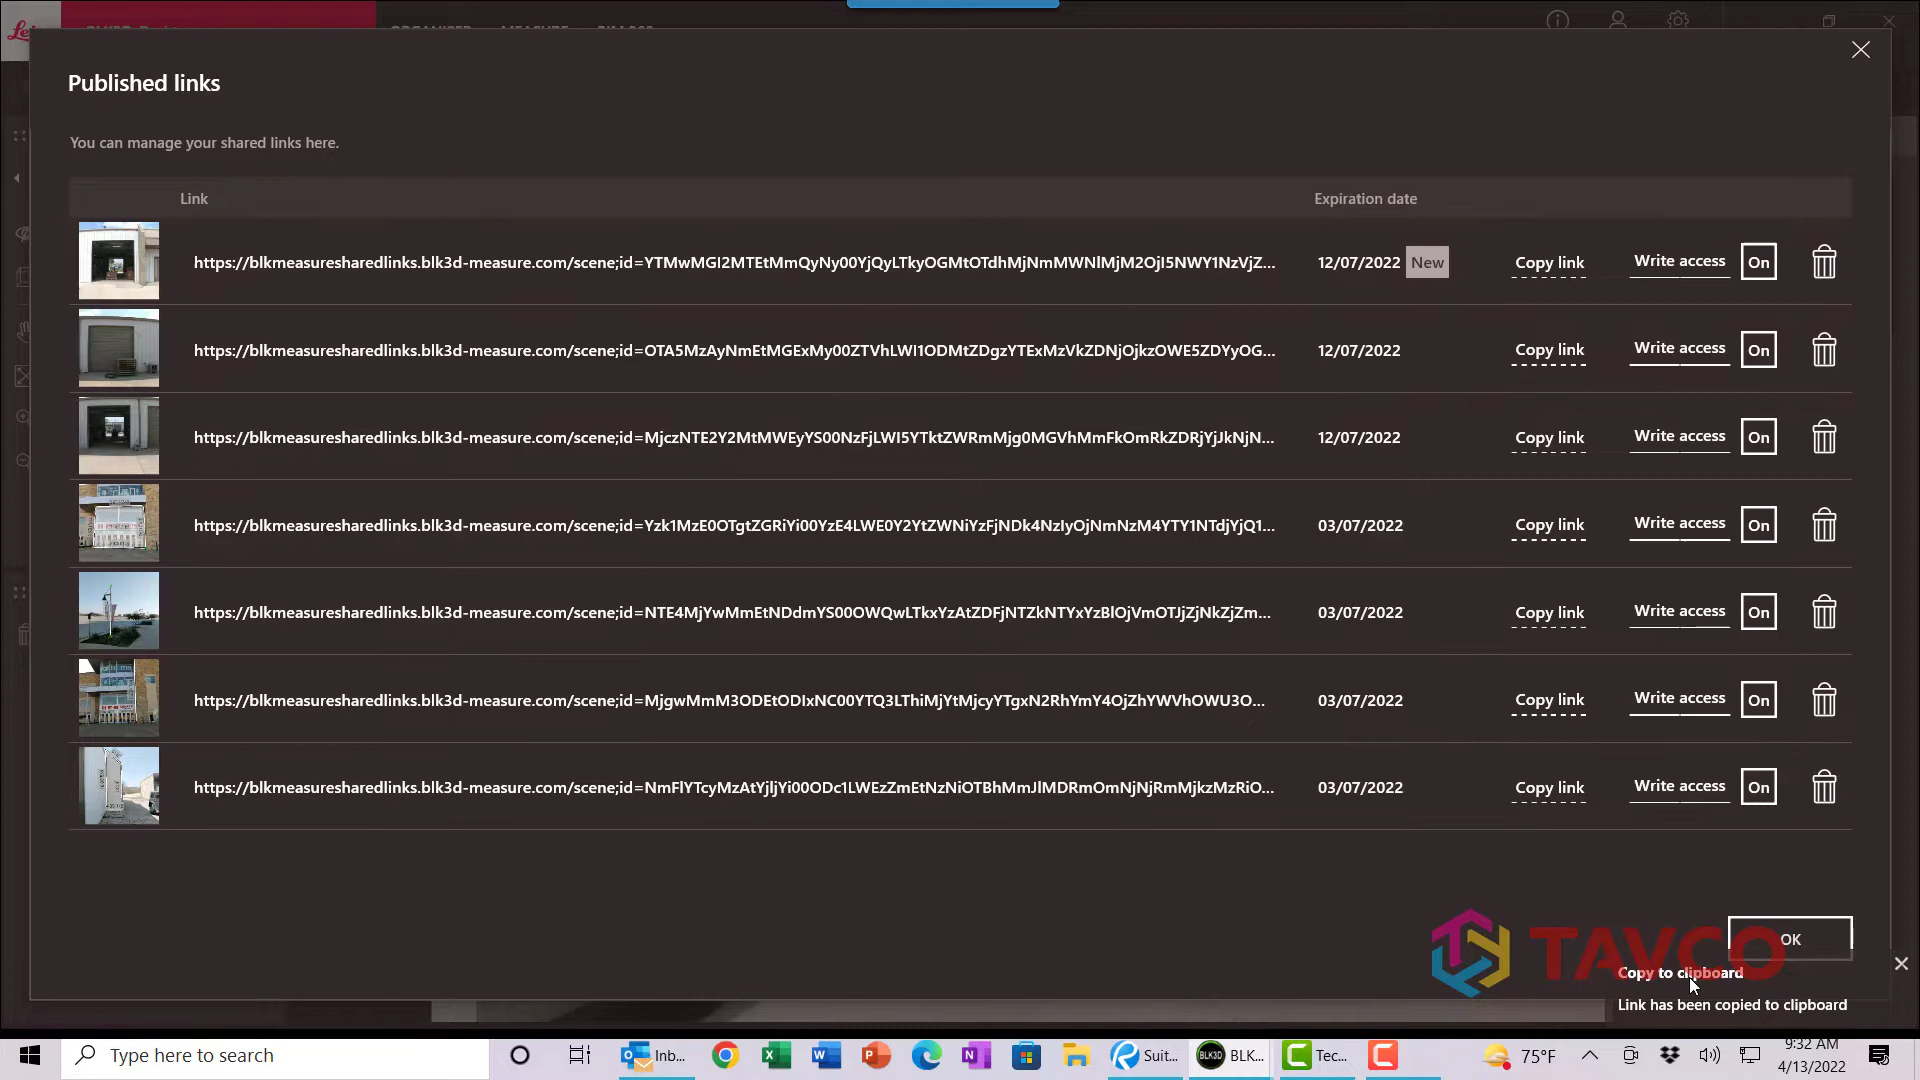 Published links
You can manage your shared links here.
Link Expiration date
https://blkmeasuresharedlinks.blk3d-measure.com/scene;id=YTMwMGI2MTEtMmQyNy00YjQyLTkyOGMtOTdhMjNmMWNlMjM2OjI5NWY1NzVjZ... 12/07/2022 New Copy link Write access On
https://blkmeasuresharedlinks.blk3d-measure.com/scene;id=OTA5MzAyNmEtMGExMy00ZTVhLWI1ODMtZDgzYTExMzVkZDNjOjkzOWE5ZDYyOG... 12/07/2022 Copy link Write access On
https://blkmeasuresharedlinks.blk3d-measure.com/scene;id=MjczNTE2Y2MtMWEyYS00NzFjLWI5YTktZWRmMjg0MGVhMmFkOmRkZDRjYjJkNjN... 12/07/2022 Copy link Write access On
https://blkmeasuresharedlinks.blk3d-measure.com/scene;id=Yzk1MzE0OTgtZGRiYi00YzE4LWE0Y2YtZWNiYzFjNDk4NzIyOjNmNzM4YTY1NTdjYjQ1... 03/07/2022 Copy link Write access On
https://blkmeasuresharedlinks.blk3d-measure.com/scene;id=NTE4MjYwMmEtNDdmYS00OWQwLTkxYzAtZDFjNTZkNTYxYzBlOjVmOTJjZjNkZjZm... 03/07/2022 Copy link Write access On
https://blkmeasuresharedlinks.blk3d-measure.com/scene;id=MjgwMmM3ODEtODIxNC00YTQ3LThiMjYtMjcyYTgxN2RhYmY4OjZhYWVhOWU3O... 03/07/2022 Copy link Write access On
https://blkmeasuresharedlinks.blk3d-measure.com/scene;id=NmFlYTcyMzAtYjljYi00ODc1LWEzZmEtNzNiOTBhMmJlMDRmOmNjNjRmMjkzMzRiO... 03/07/2022 Copy link Write access On
TAVCO
OK
Copy to clipboard
Link has been copied to clipboard
Type here to search
Inb...
Suit...
BLK3D
BLK...
Tec...
75°F
9:32 AM
4/13/2022